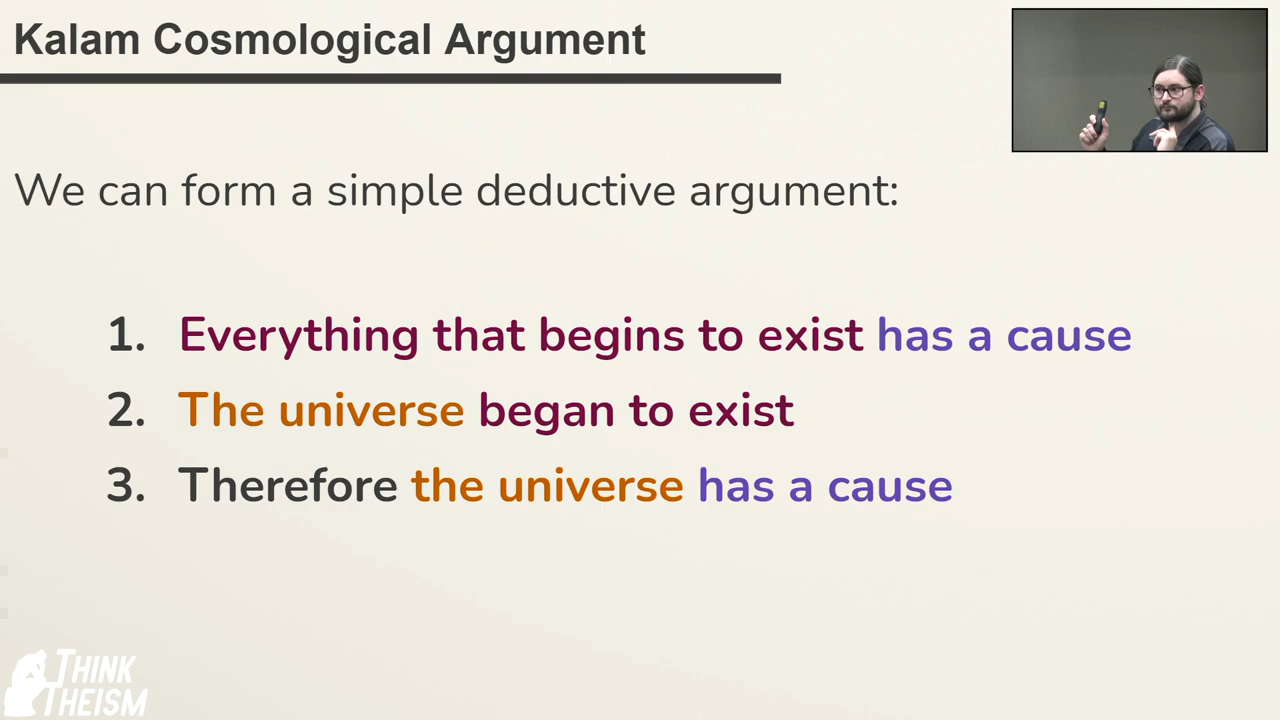 Kalam Cosmological Argument
We can form a simple deductive argument:
1. Everything that begins to exist has a cause
2. The universe began to exist
3. Therefore the universe has a cause
THINK
THEISM